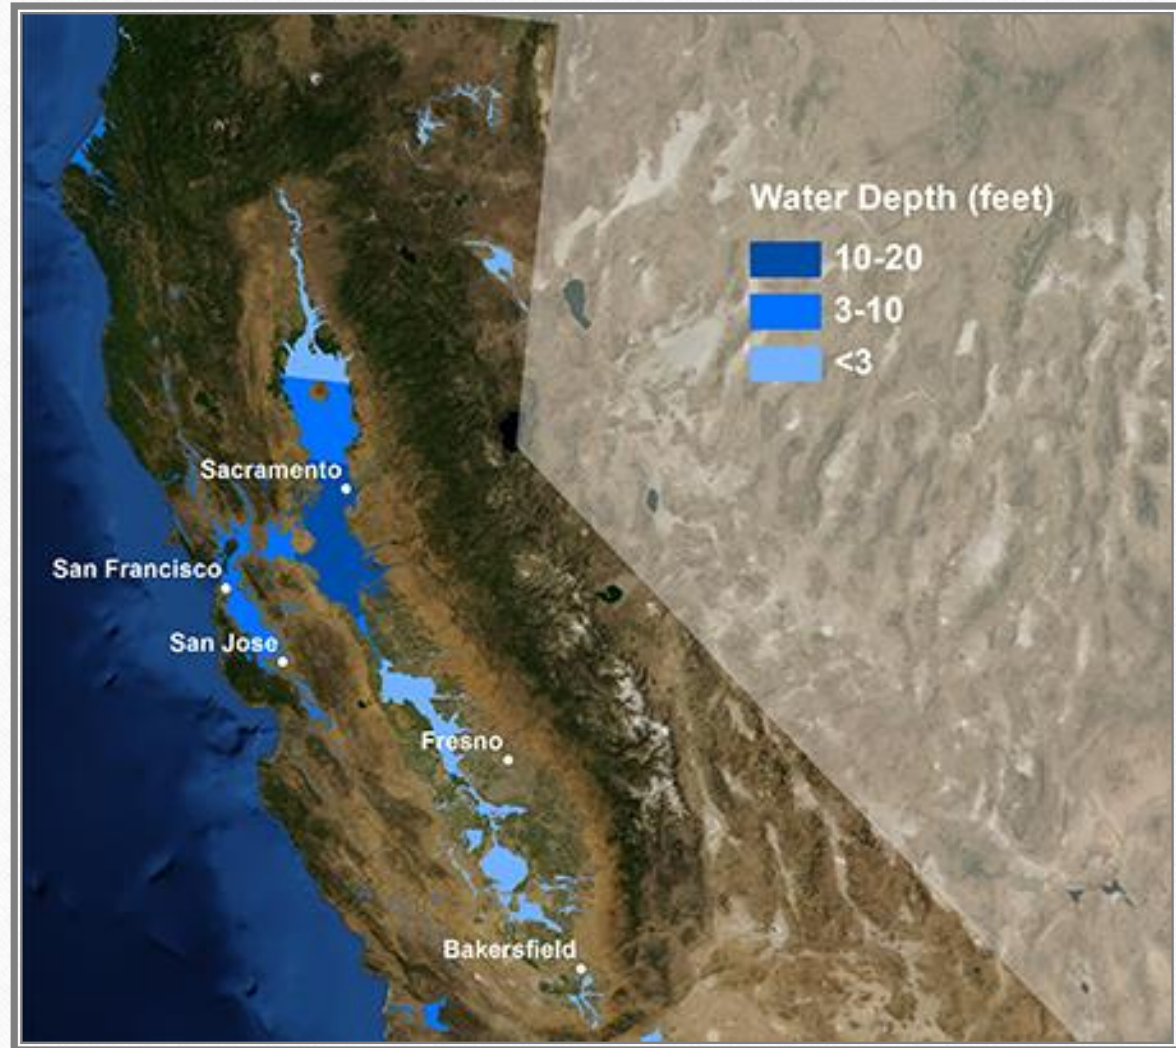 Water Depth (feet)
10-20
3-10
<3
Sacramento
San Francisco
San Jose
Fresno
Bakersfield